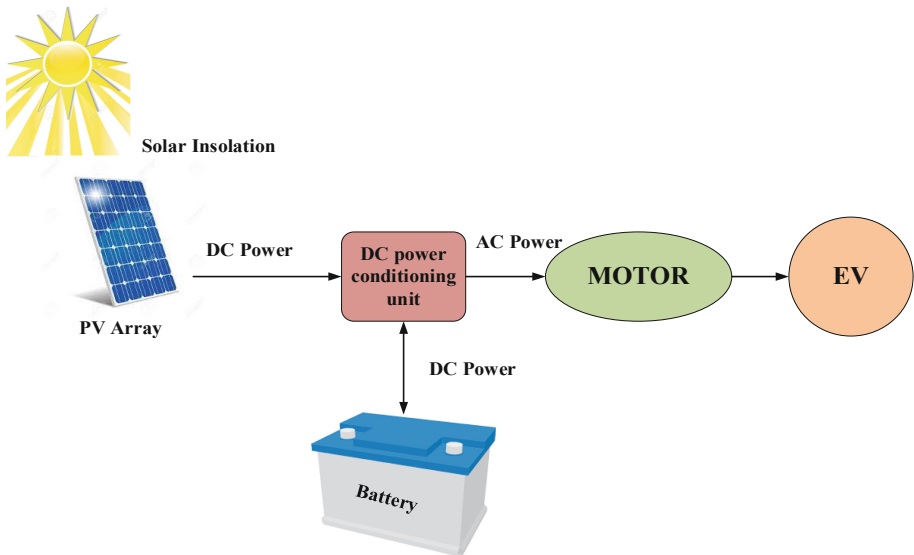 Solar Insolation
DC Power
PV Array
DC power
conditioning
unit
AC Power
MOTOR
EV
DC Power
Battery